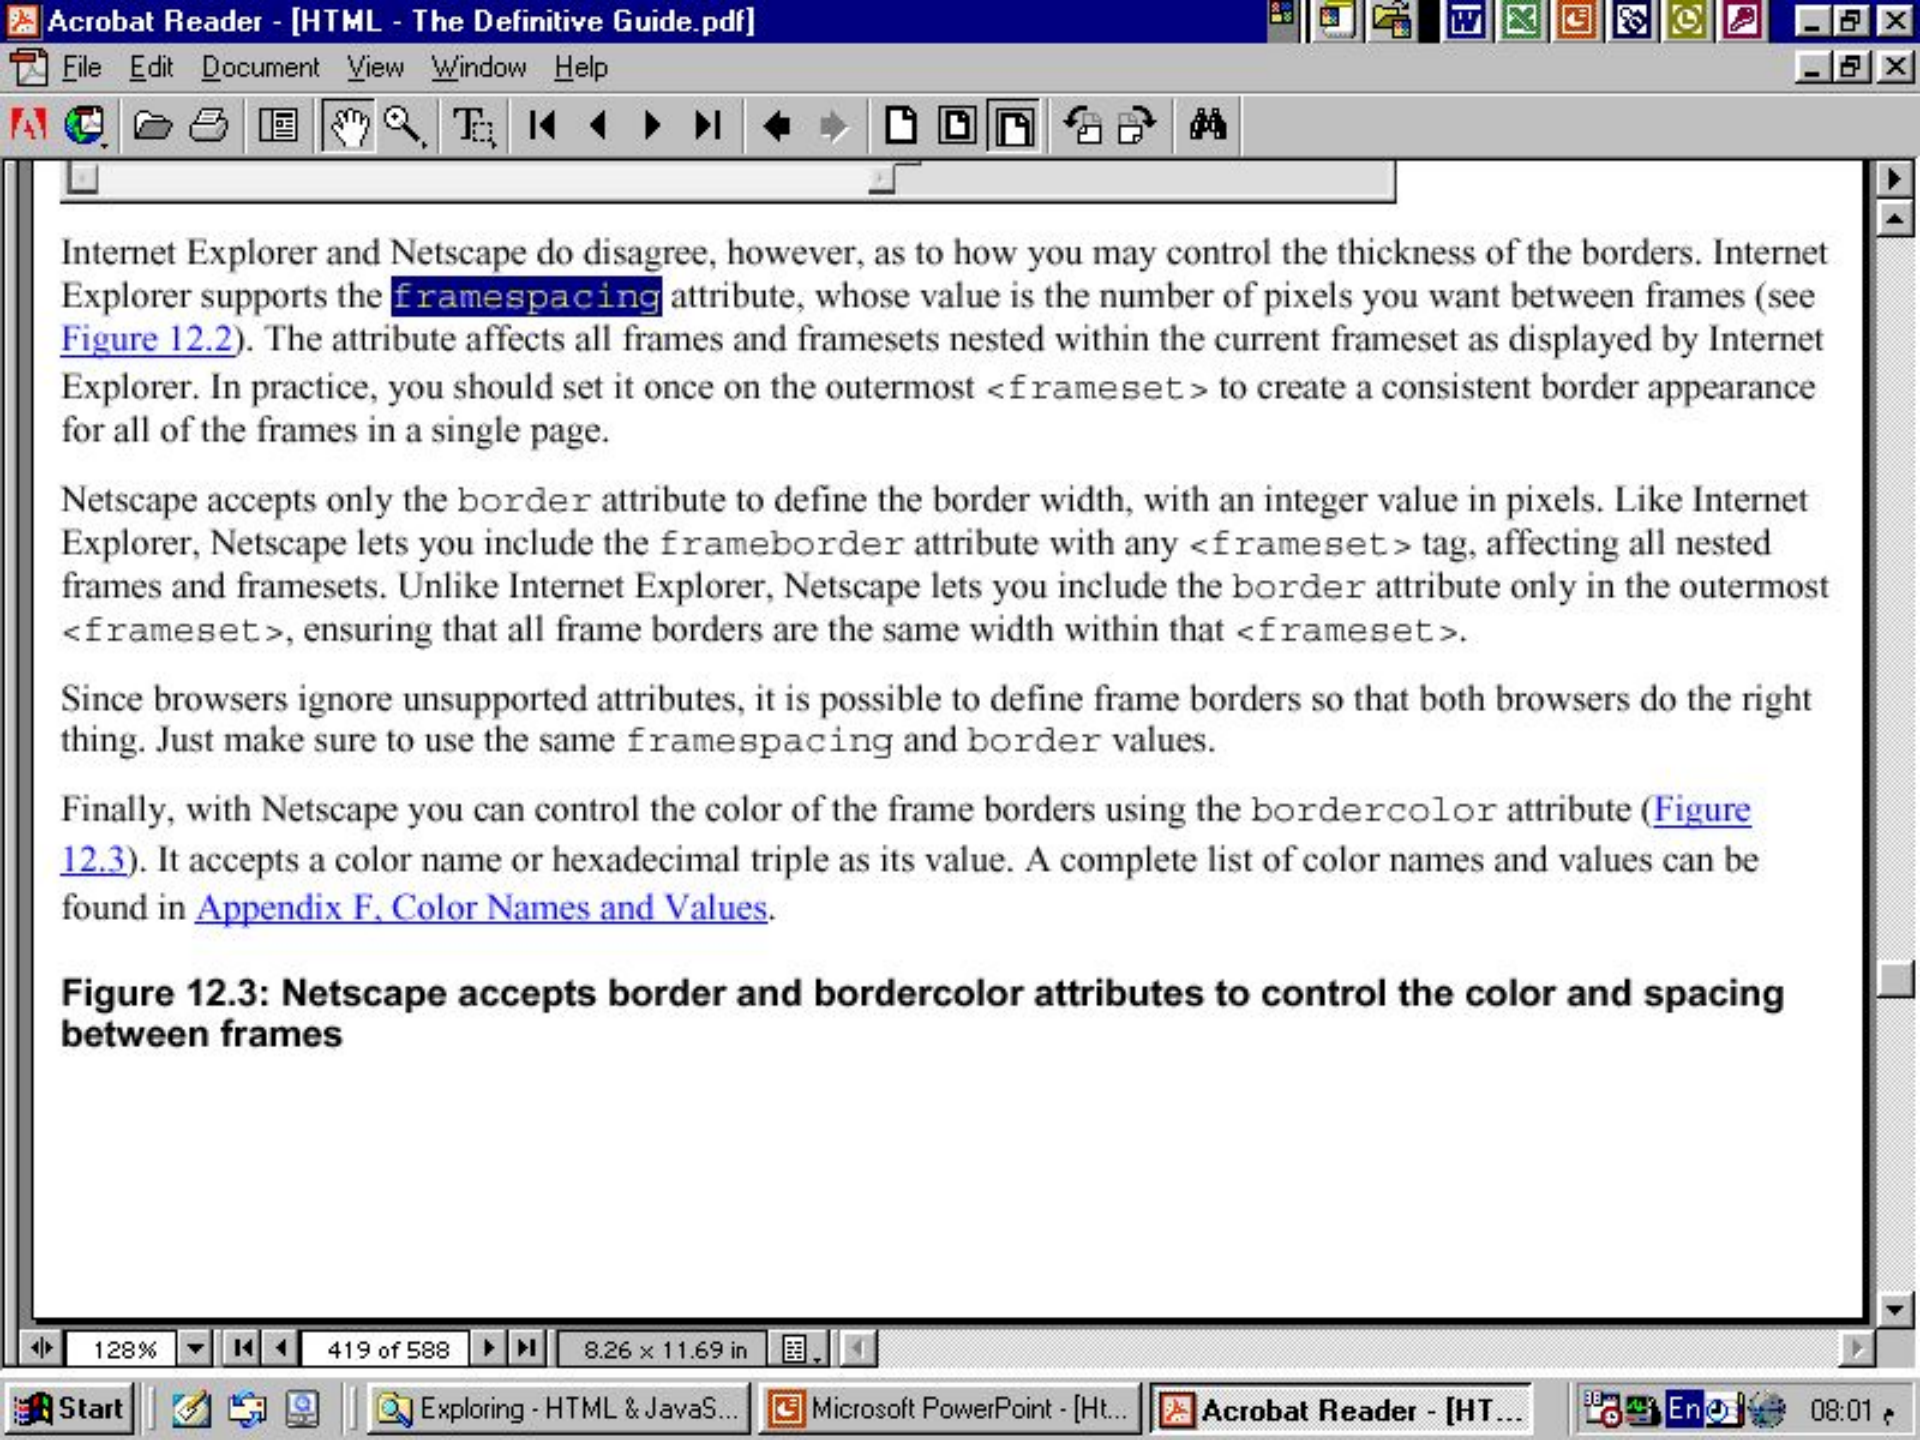 Acrobat Reader - [HTML - The Definitive Guide.pdf]
File Edit Document View Window Help
Internet Explorer and Netscape do disagree, however, as to how you may control the thickness of the borders. Internet
Explorer supports the framespacing attribute, whose value is the number of pixels you want between frames (see
Figure 12.2). The attribute affects all frames and framesets nested within the current frameset as displayed by Internet
Explorer. In practice, you should set it once on the outermost <frameset> to create a consistent border appearance
for all of the frames in a single page.
Netscape accepts only the border attribute to define the border width, with an integer value in pixels. Like Internet
Explorer, Netscape lets you include the frameborder attribute with any <frameset> tag, affecting all nested
frames and framesets. Unlike Internet Explorer, Netscape lets you include the border attribute only in the outermost
<frameset>, ensuring that all frame borders are the same width within that <frameset>.
Since browsers ignore unsupported attributes, it is possible to define frame borders so that both browsers do the right
thing. Just make sure to use the same framespacing and border values.
Finally, with Netscape you can control the color of the frame borders using the bordercolor attribute (Figure
12.3). It accepts a color name or hexadecimal triple as its value. A complete list of color names and values can be
found in Appendix F, Color Names and Values.
Figure 12.3: Netscape accepts border and bordercolor attributes to control the color and spacing
between frames
128% 419 of 588 8.26 x 11.69 in
Start Exploring - HTML & JavaS... Microsoft PowerPoint - [Ht... Acrobat Reader - [HT... En 08:01 م